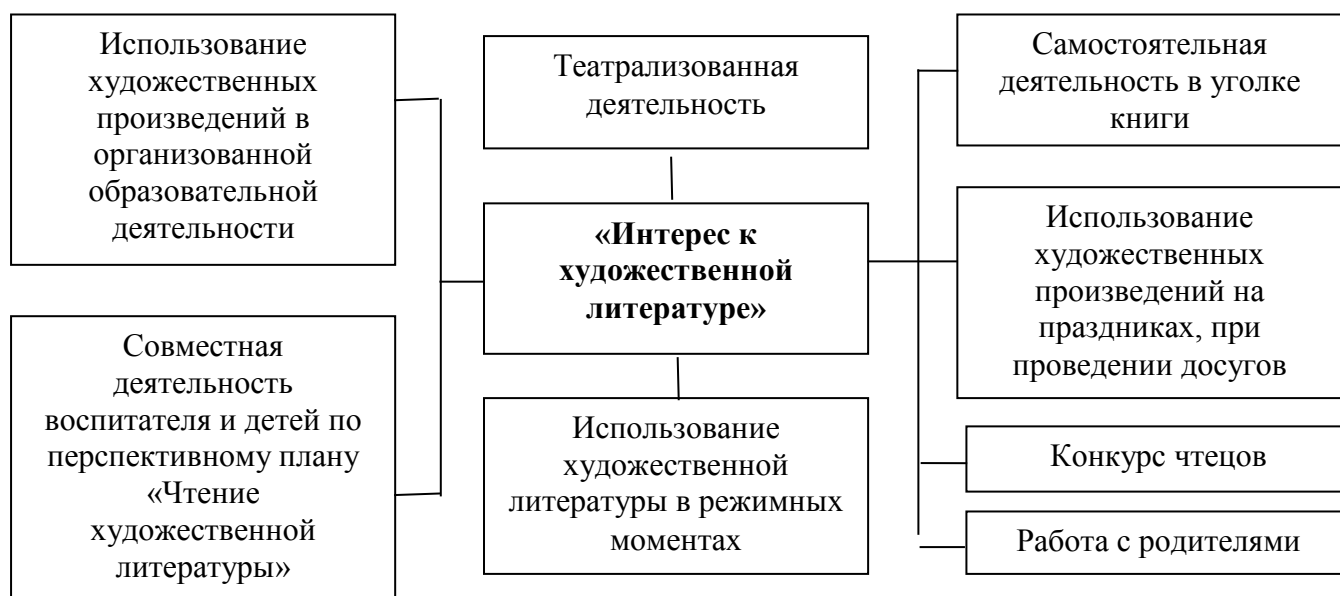 Использование
художественных
произведений в
организованной
образовательной
деятельности
Совместная
деятельность
воспитателя и детей по
перспективному плану
«Чтение
художественной
литературы»
Театрализованная
деятельность
«Интерес к
художественной
литературе»
Использование
художественной
литературы в режимных
моментах
Самостоятельная
деятельность в уголке
книги
Использование
художественных
произведений на
праздниках, при
проведении досугов
Конкурс чтецов
Работа с родителями